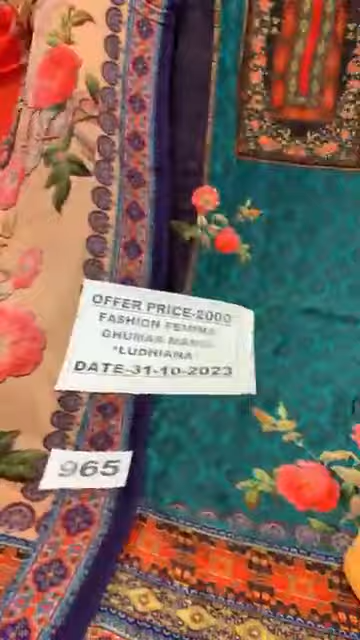 OFFER PRICE-2000
FASHION FEMINA
GHUMAR MANDI
"LUDHIANA"
DATE-31-10-2023
965